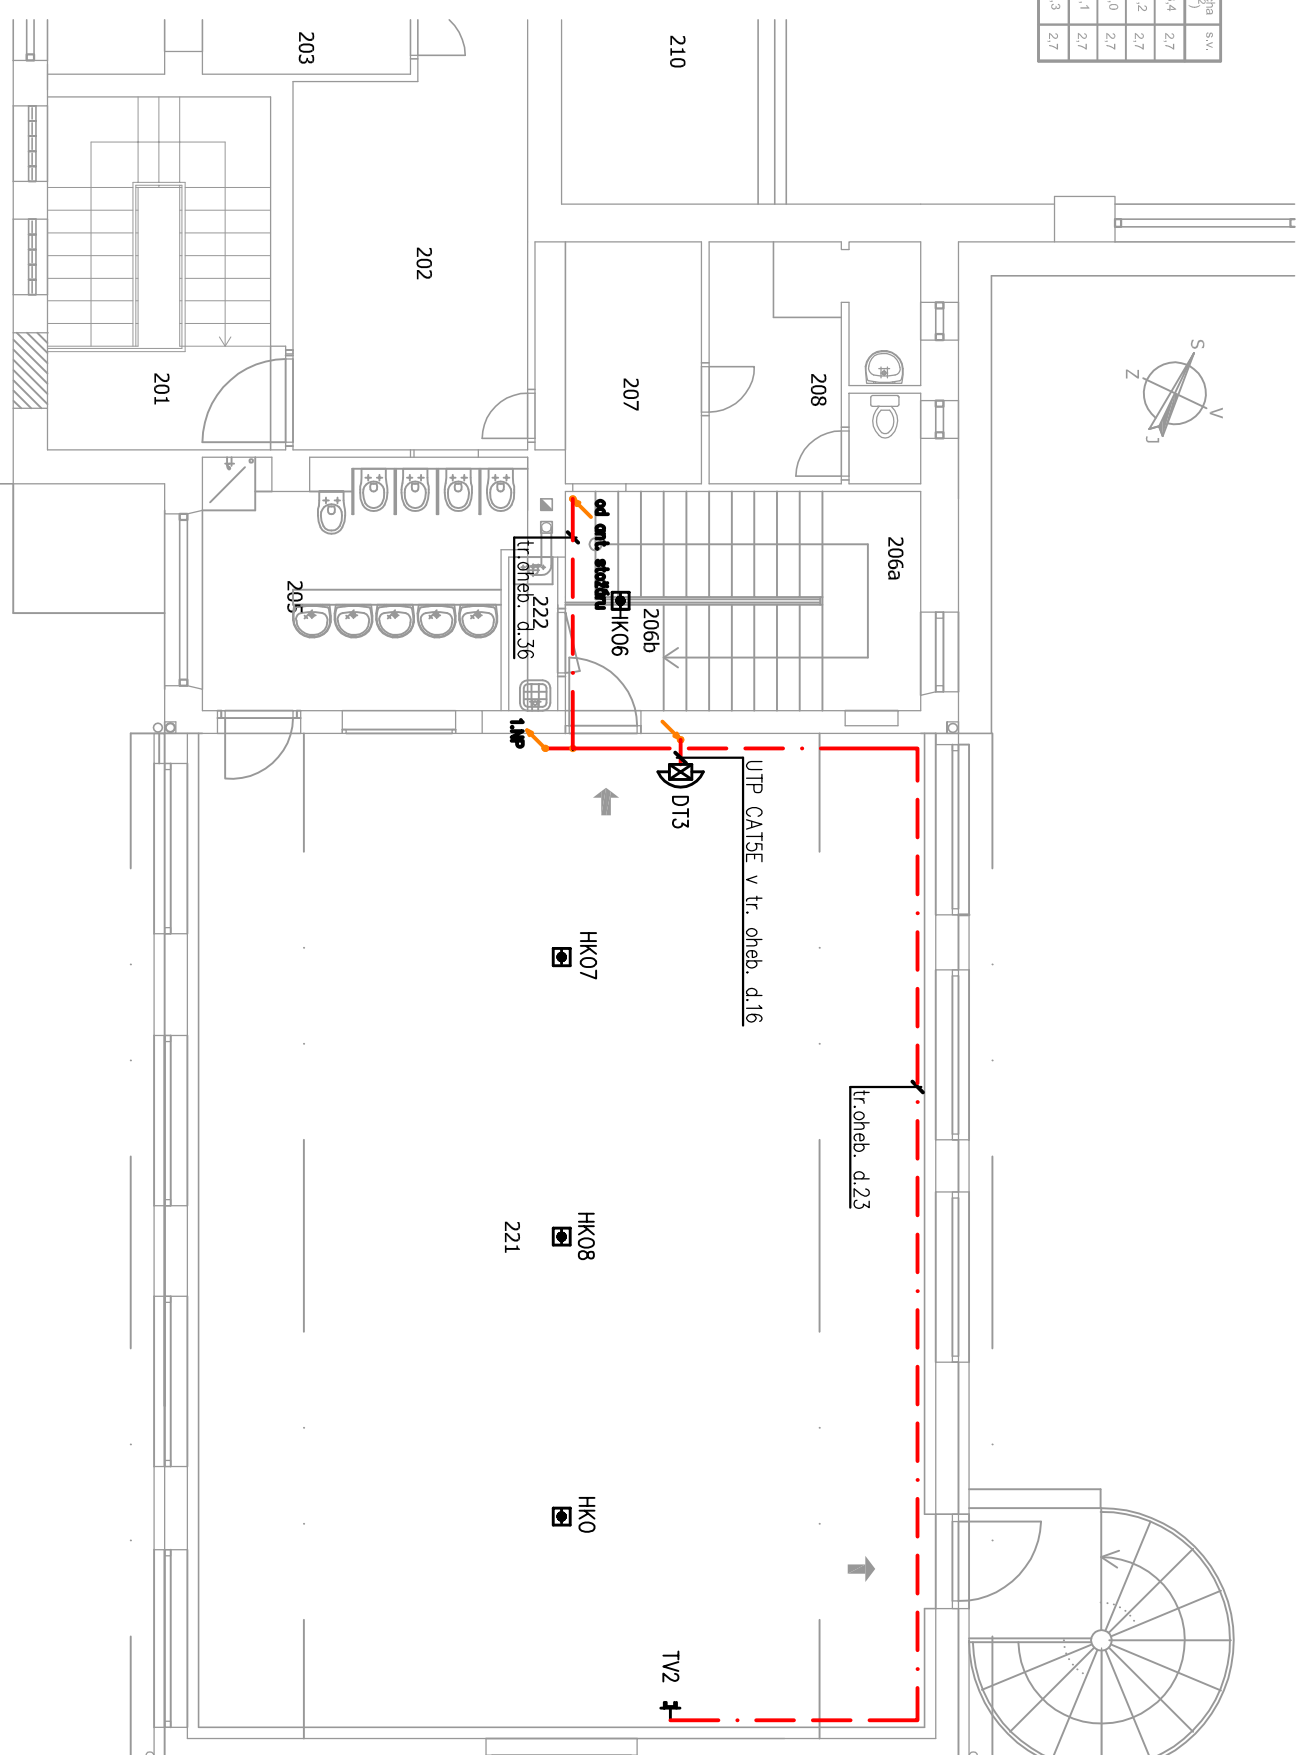 s.v.
2,7
2,7
2,7
2,7
2,7
203
210
202
201
207
208
S
Z
V
J
206a
206b
od ant. stožáru
HK06
tr.oheb. d.36
222
205
1.NP
DT3
UTP CAT5E v tr. oheb. d.16
HK07
tr.oheb. d.23
HK08
221
HK0
TV2